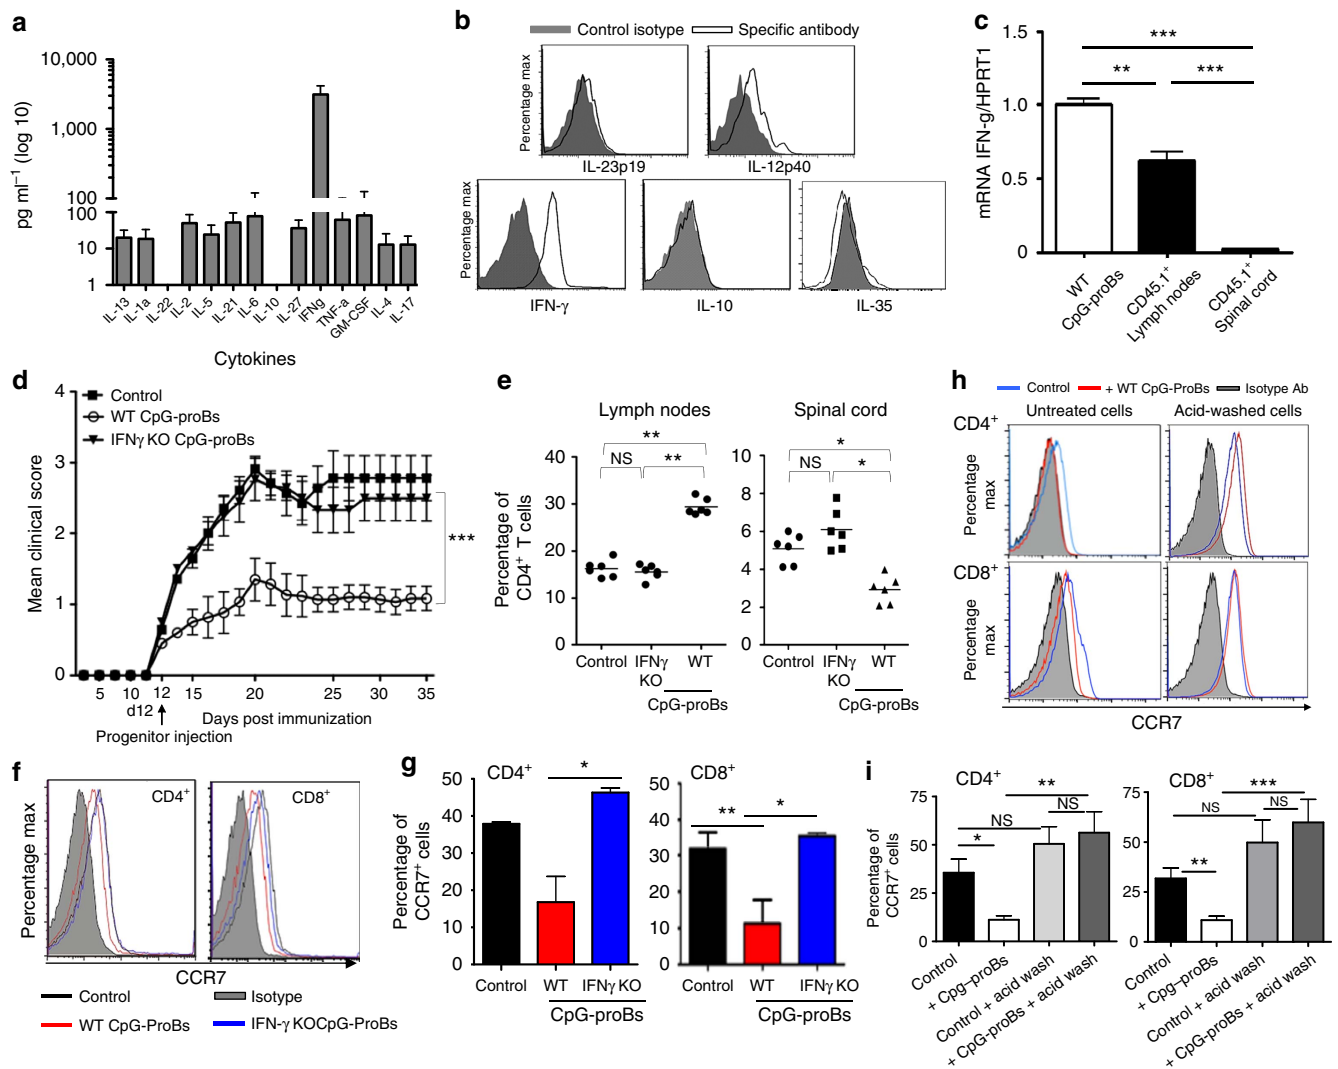 a
10,000
1,000
100
100
10
1
pg ml⁻¹ (log 10)
IL-13
IL-1a
IL-22
IL-2
IL-5
IL-21
IL-6
IL-10
IL-27
IFNg
TNF-a
GM-CSF
IL-4
IL-17
Cytokines
b
Control isotype
Specific antibody
Percentage max
IL-23p19
IL-12p40
Percentage max
IFN-γ
IL-10
IL-35
c
1.5
1.0
0.5
0
mRNA IFN-g/HPRT1
***
**
***
WT
CpG-proBs
CD45.1⁺
Lymph nodes
CD45.1⁺
Spinal cord
d
4
3
2
1
0
Mean clinical score
Control
WT CpG-proBs
IFNγ KO CpG-proBs
***
5
10
12
15
20
25
30
35
d12
Days post immunization
Progenitor injection
e
Lymph nodes
Spinal cord
Percentage of
CD4⁺ T cells
40
30
20
10
0
**
NS
**
Control
IFNγ
KO
WT
CpG-proBs
10
8
6
4
2
0
*
NS
*
Control
IFNγ
KO
WT
CpG-proBs
h
Control
+ WT CpG-ProBs
Isotype Ab
Untreated cells
Acid-washed cells
CD4⁺
Percentage
max
CD8⁺
Percentage
max
CCR7
f
Percentage max
CD4⁺
CD8⁺
CCR7
Control
Isotype
WT CpG-ProBs
IFN-γ KOCpG-ProBs
g
Percentage of
CCR7⁺ cells
CD4⁺
50
40
30
20
10
0
*
Control
WT
IFNγ KO
CpG-proBs
CD8⁺
50
40
30
20
10
0
**
*
Control
WT
IFNγ KO
CpG-proBs
i
Percentage of
CCR7⁺ cells
CD4⁺
75
50
25
0
**
NS
NS
*
Control
+ Cpg-proBs
Control + acid wash
+ CpG-proBs + acid wash
CD8⁺
75
50
25
0
***
NS
NS
**
Control
+ CpG-proBs
Control + acid wash
+ CpG-proBs + acid wash